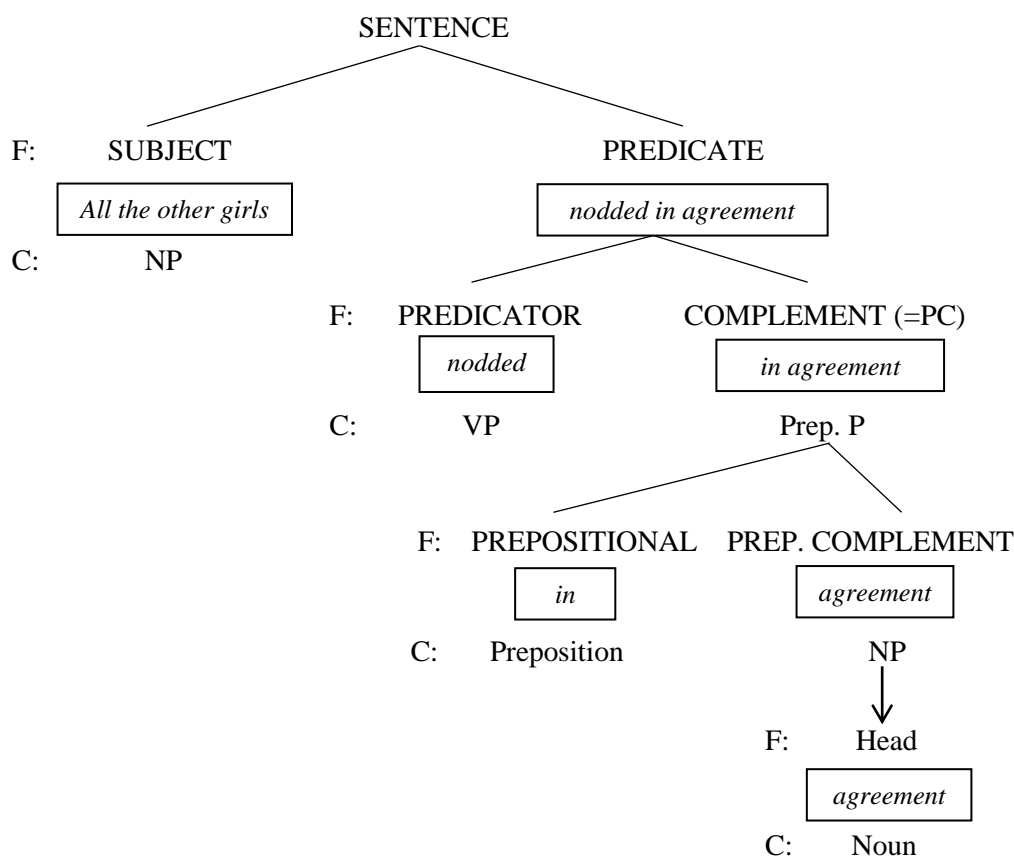 SENTENCE
F: SUBJECT PREDICATE
All the other girls nodded in agreement
C: NP
F: PREDICATOR COMPLEMENT (=PC)
nodded in agreement
C: VP Prep. P
F: PREPOSITIONAL PREP. COMPLEMENT
in agreement
C: Preposition NP
F: Head
agreement
C: Noun